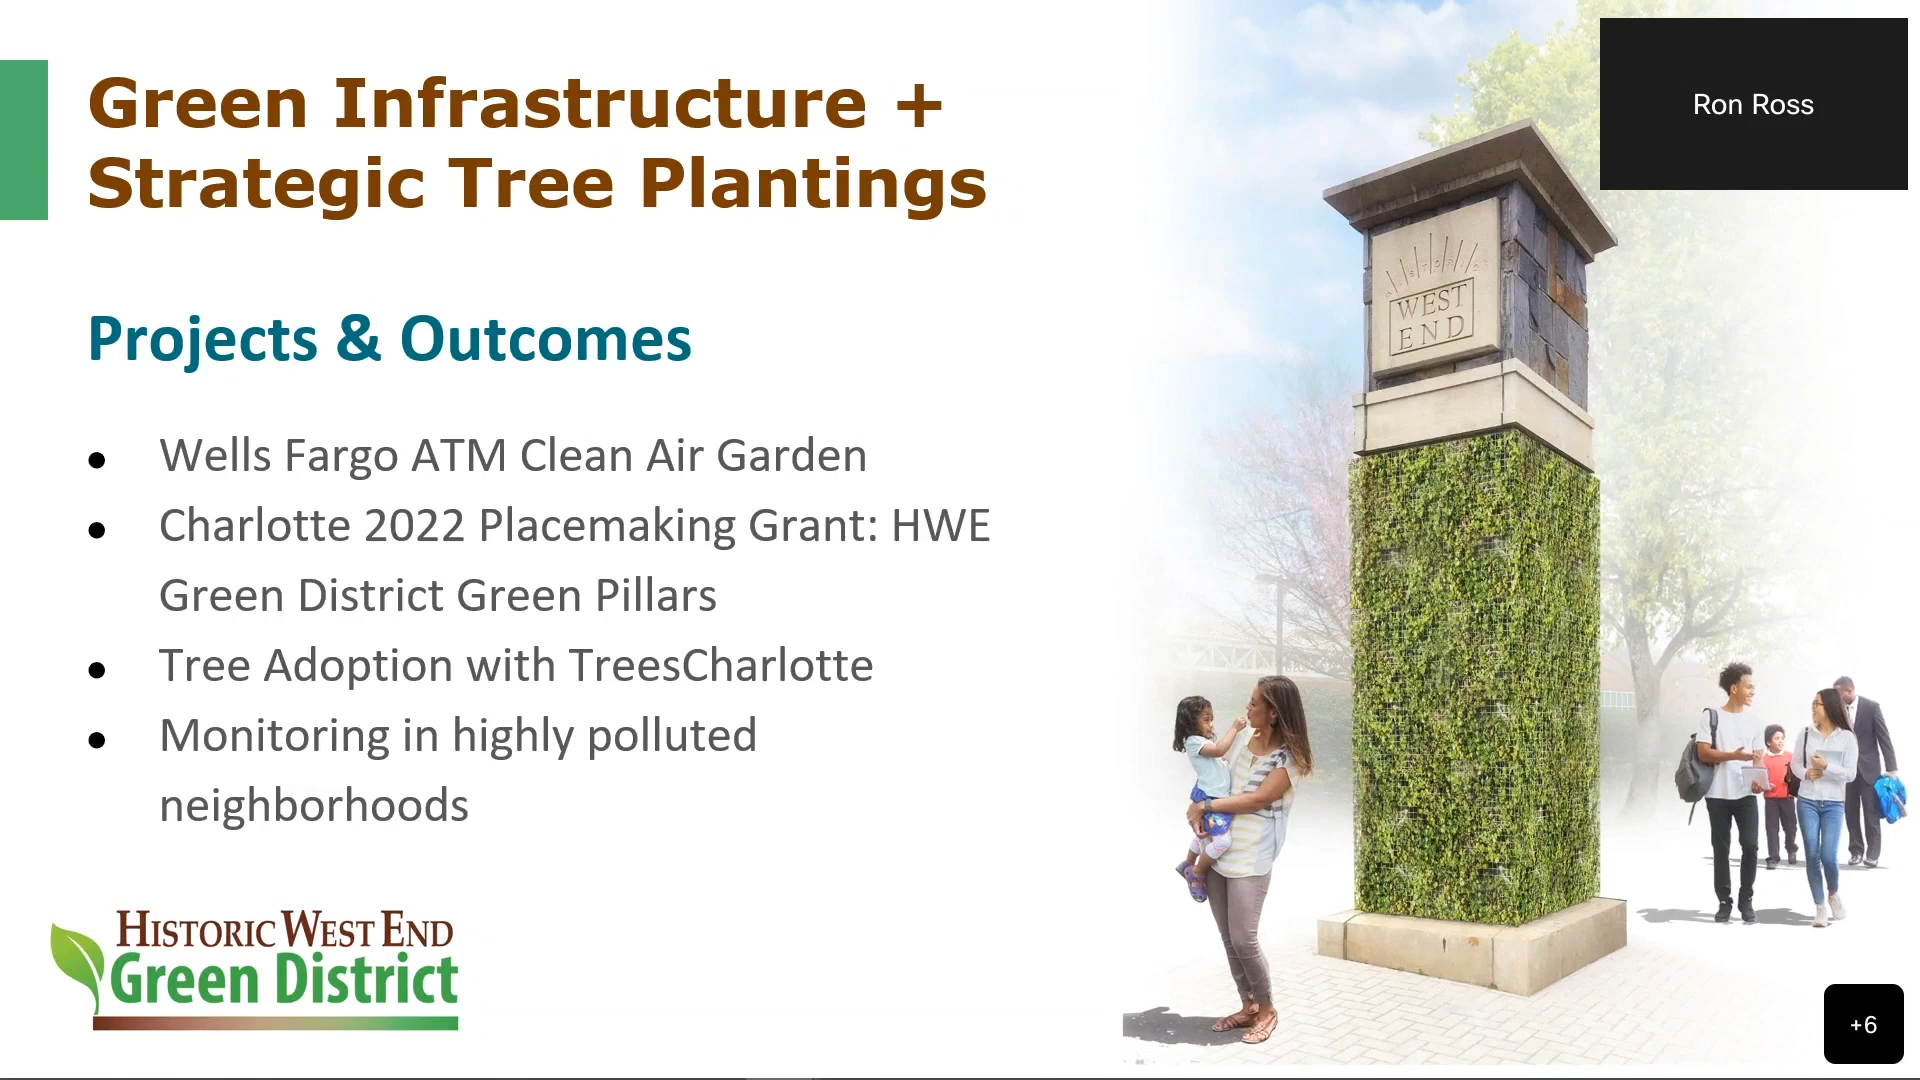 Green Infrastructure +
Strategic Tree Plantings
Ron Ross
Projects & Outcomes
WEST
END
● Wells Fargo ATM Clean Air Garden
● Charlotte 2022 Placemaking Grant: HWE
Green District Green Pillars
● Tree Adoption with TreesCharlotte
● Monitoring in highly polluted
neighborhoods
HISTORIC WEST END
Green District
+6